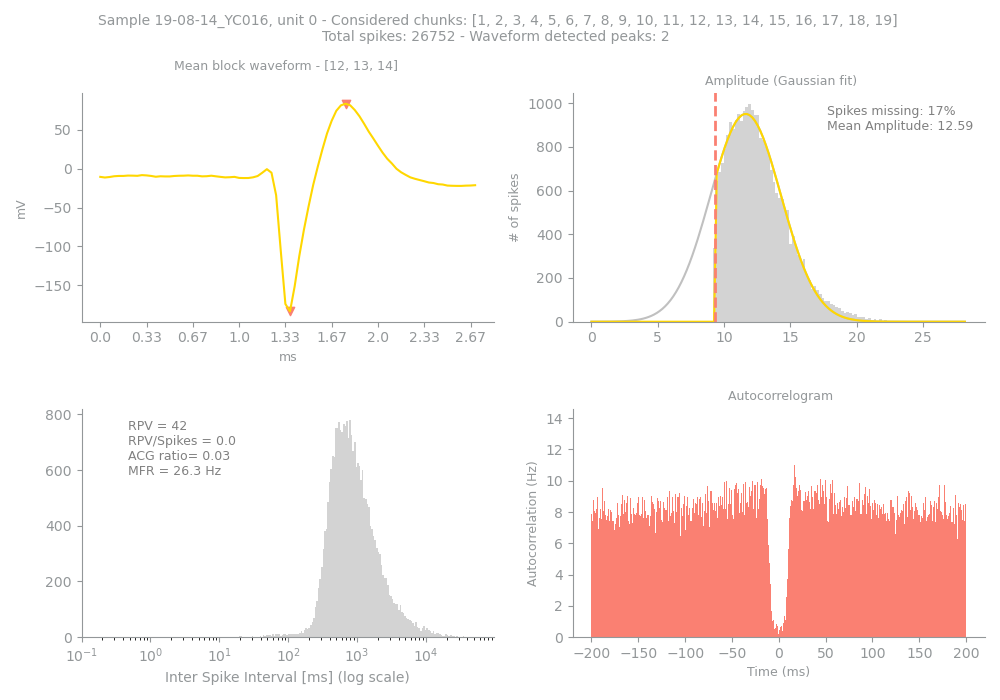 Sample 19-08-14_YC016, unit 0 - Considered chunks: [1, 2, 3, 4, 5, 6, 7, 8, 9, 10, 11, 12, 13, 14, 15, 16, 17, 18, 19]
Total spikes: 26752 - Waveform detected peaks: 2
Mean block waveform - [12, 13, 14]
50
0
−50
−100
−150
mV
0.0 0.33 0.67 1.0 1.33 1.67 2.0 2.33 2.67
ms
Amplitude (Gaussian fit)
Spikes missing: 17%
Mean Amplitude: 12.59
1000
800
600
400
200
0
# of spikes
0 5 10 15 20 25
800
600
400
200
0
RPV = 42
RPV/Spikes = 0.0
ACG ratio= 0.03
MFR = 26.3 Hz
10⁻¹ 10⁰ 10¹ 10² 10³ 10⁴
Inter Spike Interval [ms] (log scale)
Autocorrelogram
14
12
10
8
6
4
2
0
Autocorrelation (Hz)
−200 −150 −100 −50 0 50 100 150 200
Time (ms)